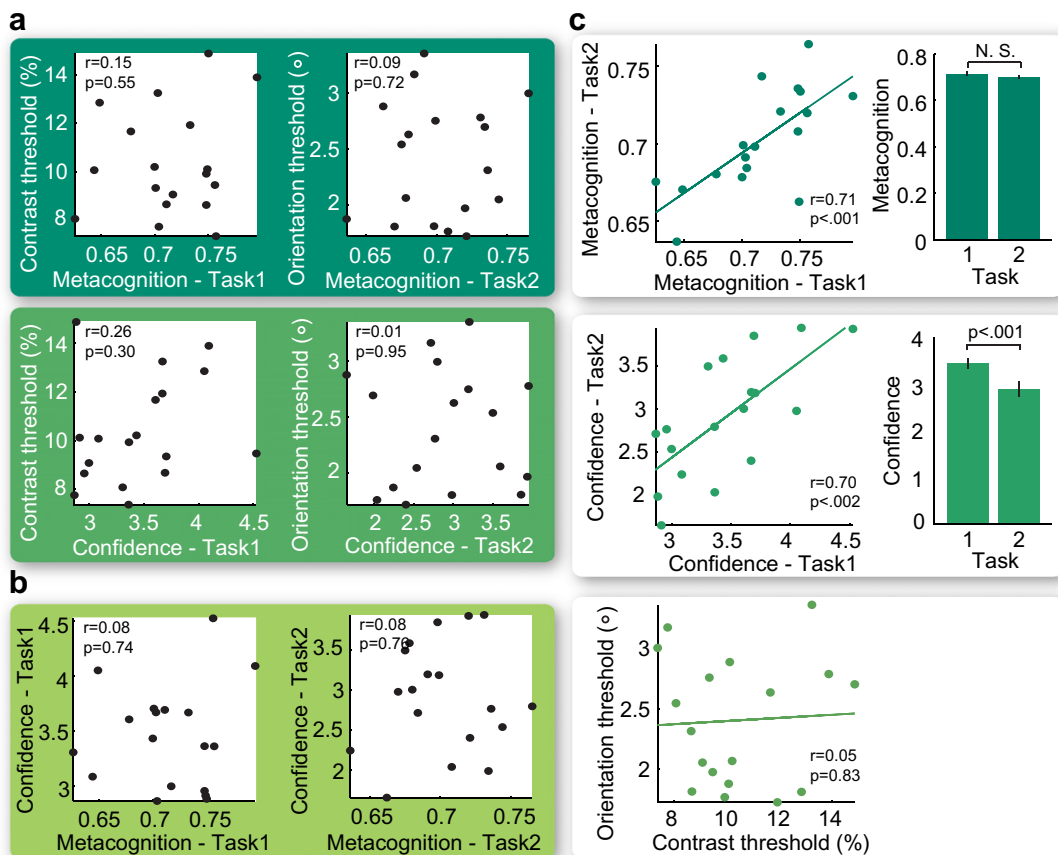 a
Contrast threshold (%)
14
12
10
8
r=0.15
p=0.55
0.65
0.7
0.75
Metacognition - Task1
Orientation threshold (o)
3
2.5
2
r=0.09
p=0.72
0.65
0.7
0.75
Metacognition - Task2
Contrast threshold (%)
14
12
10
8
r=0.26
p=0.30
3
3.5
4
4.5
Confidence - Task1
Orientation threshold (o)
3
2.5
2
r=0.01
p=0.95
2
2.5
3
3.5
Confidence - Task2
b
Confidence - Task1
4.5
4
3.5
3
r=0.08
p=0.74
0.65
0.7
0.75
Metacognition - Task1
Confidence - Task2
3.5
3
2.5
2
r=0.08
0.65
0.7
0.75
Metacognition - Task2
c
Metacognition - Task2
0.75
0.7
0.65
r=0.71
p<.001
0.65
0.7
0.75
Metacognition - Task1
Metacognition
0.8
0.6
0.4
0.2
0
N. S.
1
2
Task
Confidence - Task2
3.5
3
2.5
2
r=0.70
p<.002
3
3.5
4
4.5
Confidence - Task1
Confidence
4
3
2
1
0
p<.001
1
2
Task
Orientation threshold (o)
3
2.5
2
r=0.05
p=0.83
8
10
12
14
Contrast threshold (%)